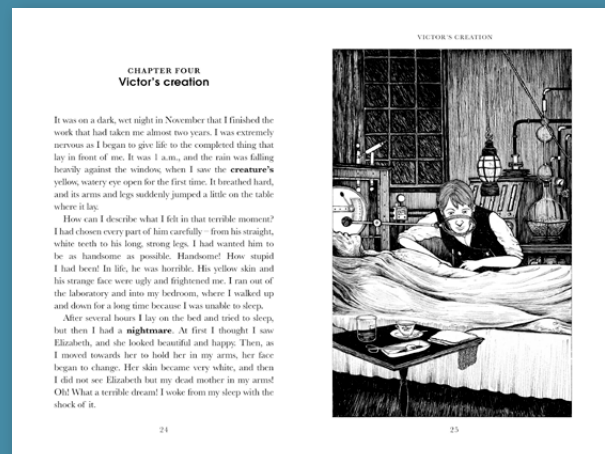 CHAPTER FOUR
Victor's creation
It was on a dark, wet night in November that I finished the
work that had taken me almost two years. I was extremely
nervous as I began to give life to the completed thing that
lay in front of me. It was 1 a.m., and the rain was falling
heavily against the window, when I saw the creature's
yellow, watery eye open for the first time. It breathed hard,
and its arms and legs suddenly jumped a little on the table
where it lay.
How can I describe what I felt in that terrible moment?
I had chosen every part of him carefully – from his straight,
white teeth to his long, strong legs. I had wanted him to
be as handsome as possible. Handsome! How stupid
I had been! In life, he was horrible. His yellow skin and
his strange face were ugly and frightened me. I ran out of
the laboratory and into my bedroom, where I walked up
and down for a long time because I was unable to sleep.
After several hours I lay on the bed and tried to sleep,
but then I had a nightmare. At first I thought I saw
Elizabeth, and she looked beautiful and happy. Then, as
I moved towards her to hold her in my arms, her face
began to change. Her skin became very white, and then
I did not see Elizabeth but my dead mother in my arms!
Oh! What a terrible dream! I woke from my sleep with the
shock of it.
24
VICTOR'S CREATION
25